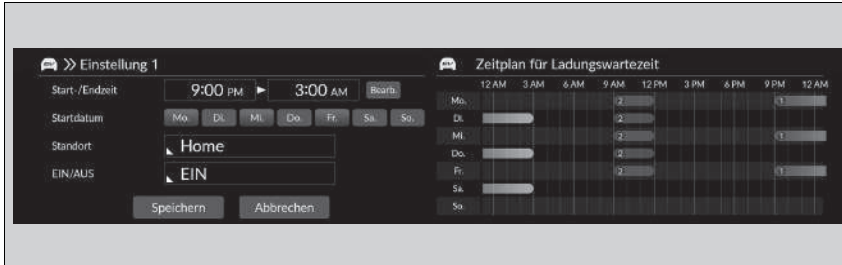 Einstellung 1
Start-/Endzeit 9:00 PM 3:00 AM Bearb.
Startdatum Mo. Di. Mi. Do. Fr. Sa. So.
Standort Home
EIN/AUS EIN
Speichern Abbrechen
Zeitplan für Ladungswartezeit
12 AM 3 AM 6 AM 9 AM 12 PM 3 PM 6 PM 9 PM 12 AM
Mo. 2 1
Di. 2
Mi. 2 1
Do. 2
Fr. 2 1
Sa.
So.